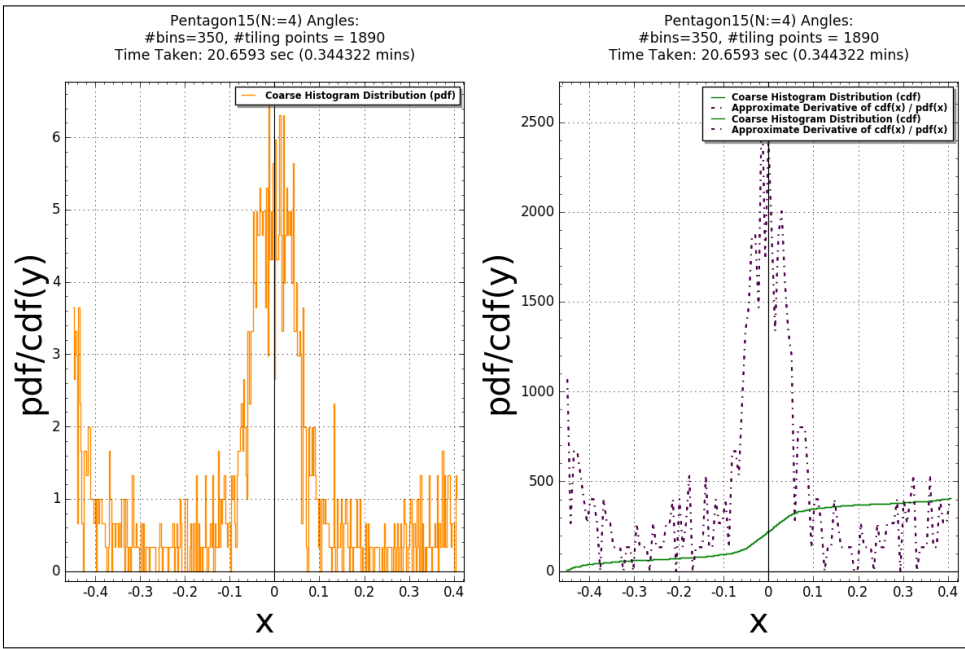 Pentagon15(N:=4) Angles:
#bins=350, #tiling points = 1890
Time Taken: 20.6593 sec (0.344322 mins)
Coarse Histogram Distribution (pdf)
6
5
4
3
2
1
0
-0.4 -0.3 -0.2 -0.1 0.0 0.1 0.2 0.3 0.4
pdf/cdf(y)
x
Pentagon15(N:=4) Angles:
#bins=350, #tiling points = 1890
Time Taken: 20.6593 sec (0.344322 mins)
Coarse Histogram Distribution (cdf)
Approximate Derivative of cdf(x) / pdf(x)
Coarse Histogram Distribution (cdf)
Approximate Derivative of cdf(x) / pdf(x)
2500
2000
1500
1000
500
0
-0.4 -0.3 -0.2 -0.1 0.0 0.1 0.2 0.3 0.4
pdf/cdf(y)
x